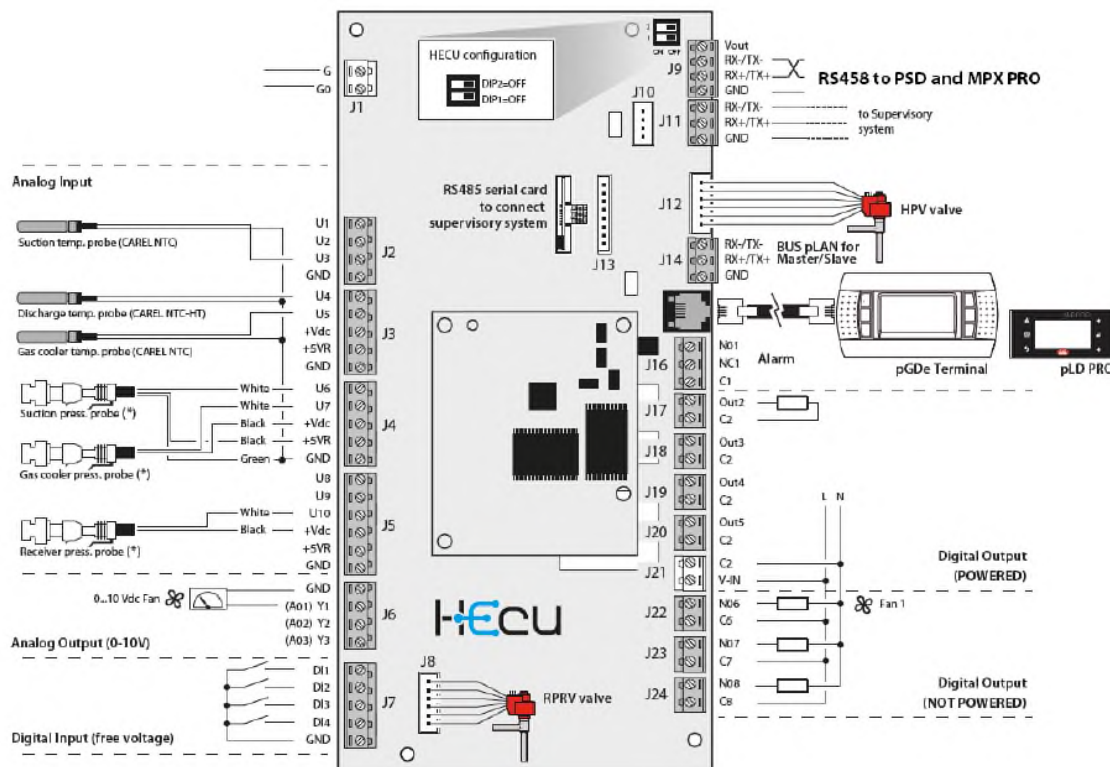 HECU configuration
DIP2=OFF
DIP1=OFF
ON OFF
G
G0
J1
Vout
RX-/TX-
RX+/TX+
GND
J9
RS458 to PSD and MPX PRO
J10
J11
RX-/TX-
RX+/TX+
GND
to Supervisory
system
Analog Input
RS485 serial card
to connect
supervisory system
J13
J12
HPV valve
Suction temp. probe (CAREL NTC)
U1
U2
U3
GND
J2
J14
RX-/TX-
RX+/TX+
GND
BUS pLAN for
Master/Slave
Discharge temp. probe (CAREL NTC-HT)
Gas cooler temp. probe (CAREL NTC)
U4
U5
+Vdc
+5VR
GND
J3
pGDe Terminal
pLD PRO
J16
N01
NC1
C1
Alarm
Suction press. probe (*)
Gas cooler press. probe (*)
White
White
Black
Black
Green
U6
U7
+Vdc
+5VR
GND
J4
J17
Out2
C2
J18
Out3
C2
Receiver press. probe (*)
White
Black
U8
U9
U10
+Vdc
+5VR
GND
J5
J19
Out4
C2
J20
Out5
C2
L N
J21
C2
V-IN
Digital Output
(POWERED)
0...10 Vdc Fan
GND
(A01) Y1
(A02) Y2
(A03) Y3
J6
Analog Output (0-10V)
HECU
J22
N06
C6
Fan 1
J23
N07
C7
J24
N08
C8
Digital Output
(NOT POWERED)
DI1
DI2
DI3
DI4
GND
J7
Digital Input (free voltage)
J8
RPRV valve